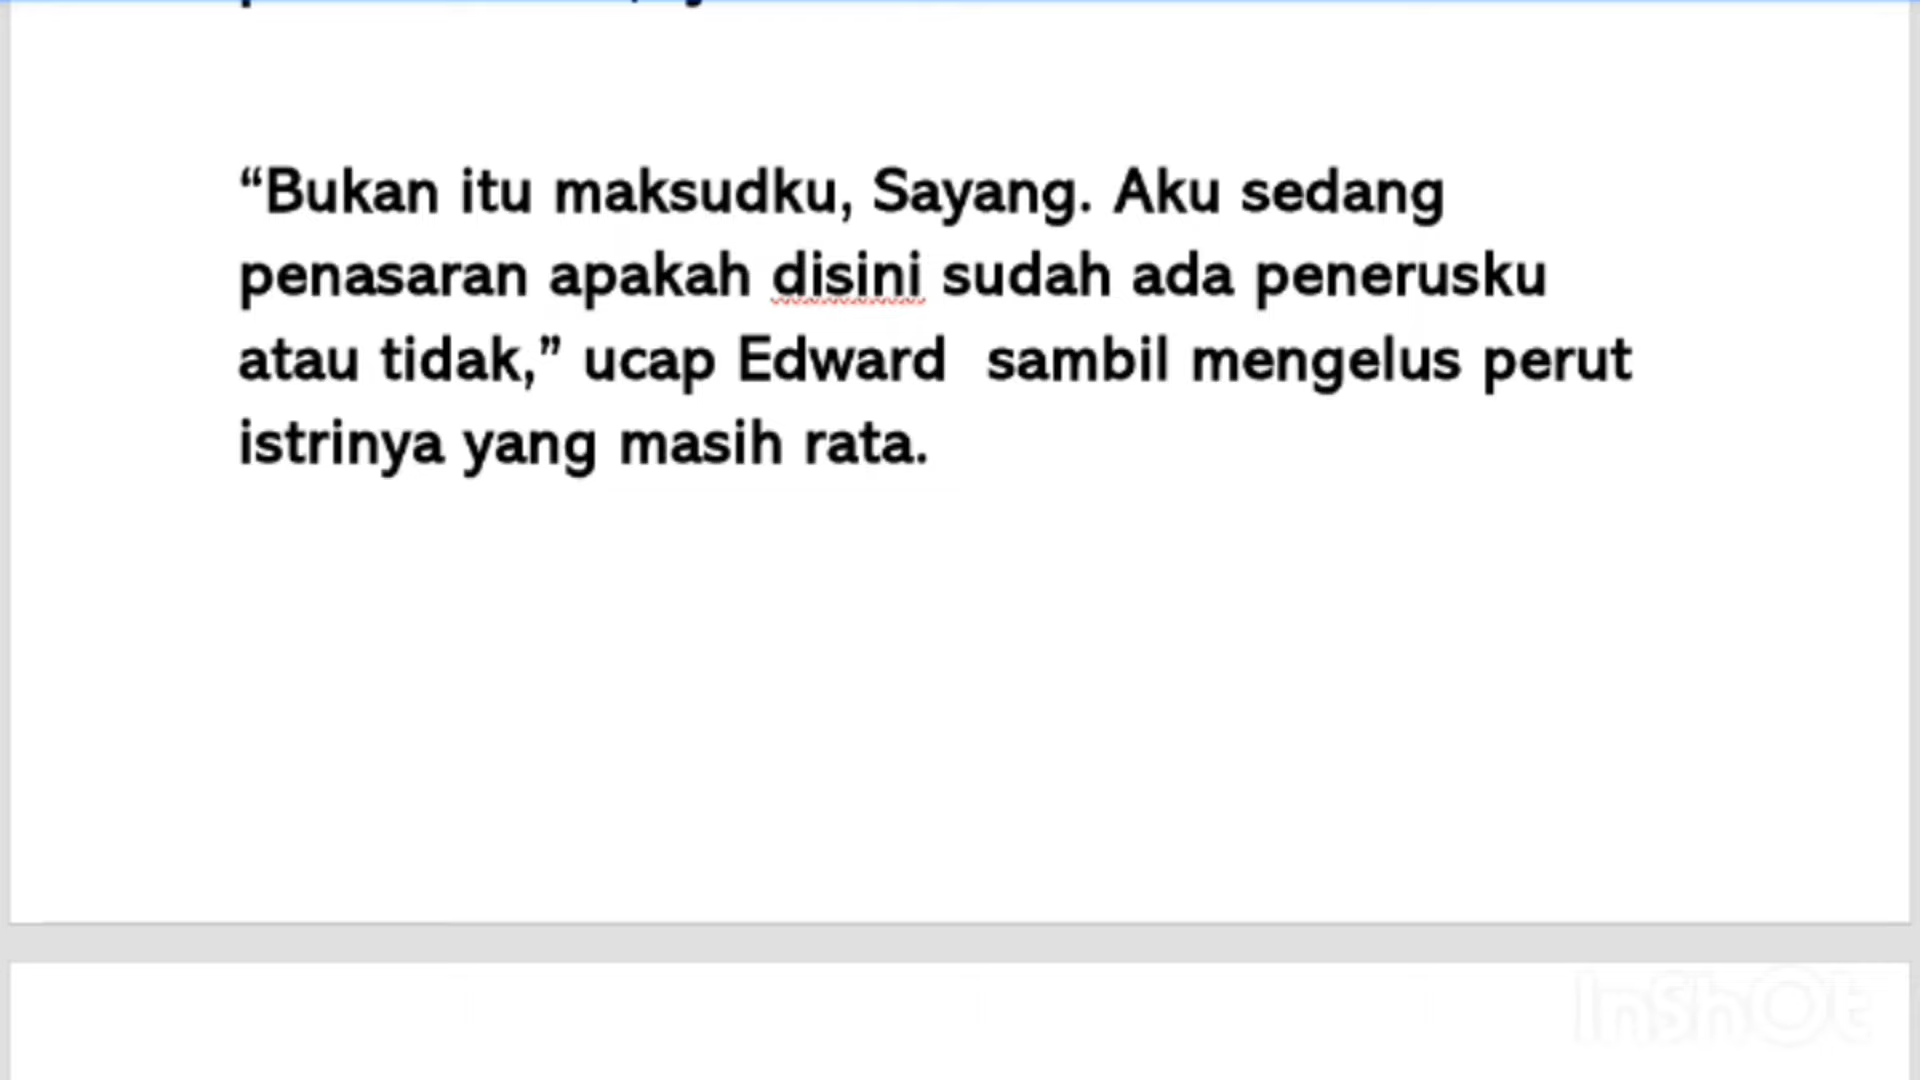 “Bukan itu maksudku, Sayang. Aku sedang
penasaran apakah disini sudah ada penerusku
atau tidak,” ucap Edward  sambil mengelus perut
istrinya yang masih rata.
InShOt